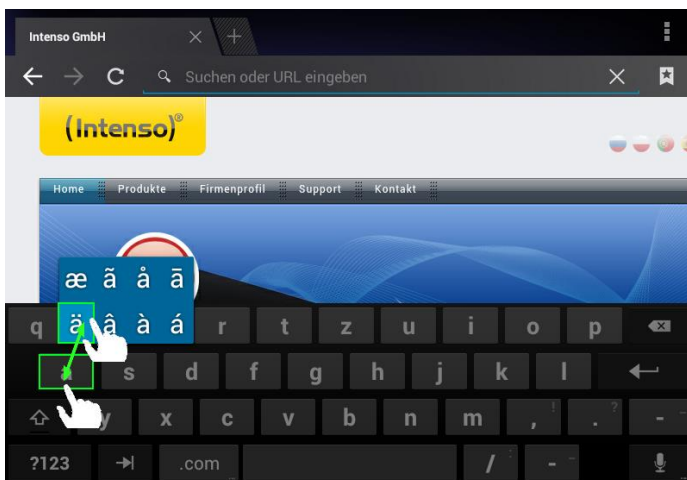 Intenso GmbH
Suchen oder URL eingeben
(Intenso)®
Home Produkte Firmenprofil Support Kontakt
æ ã å ā
ä â à á
q r t z u i o p
a s d f g h j k l
y x c v b n m , ! . ? -
?123 .com / : - _